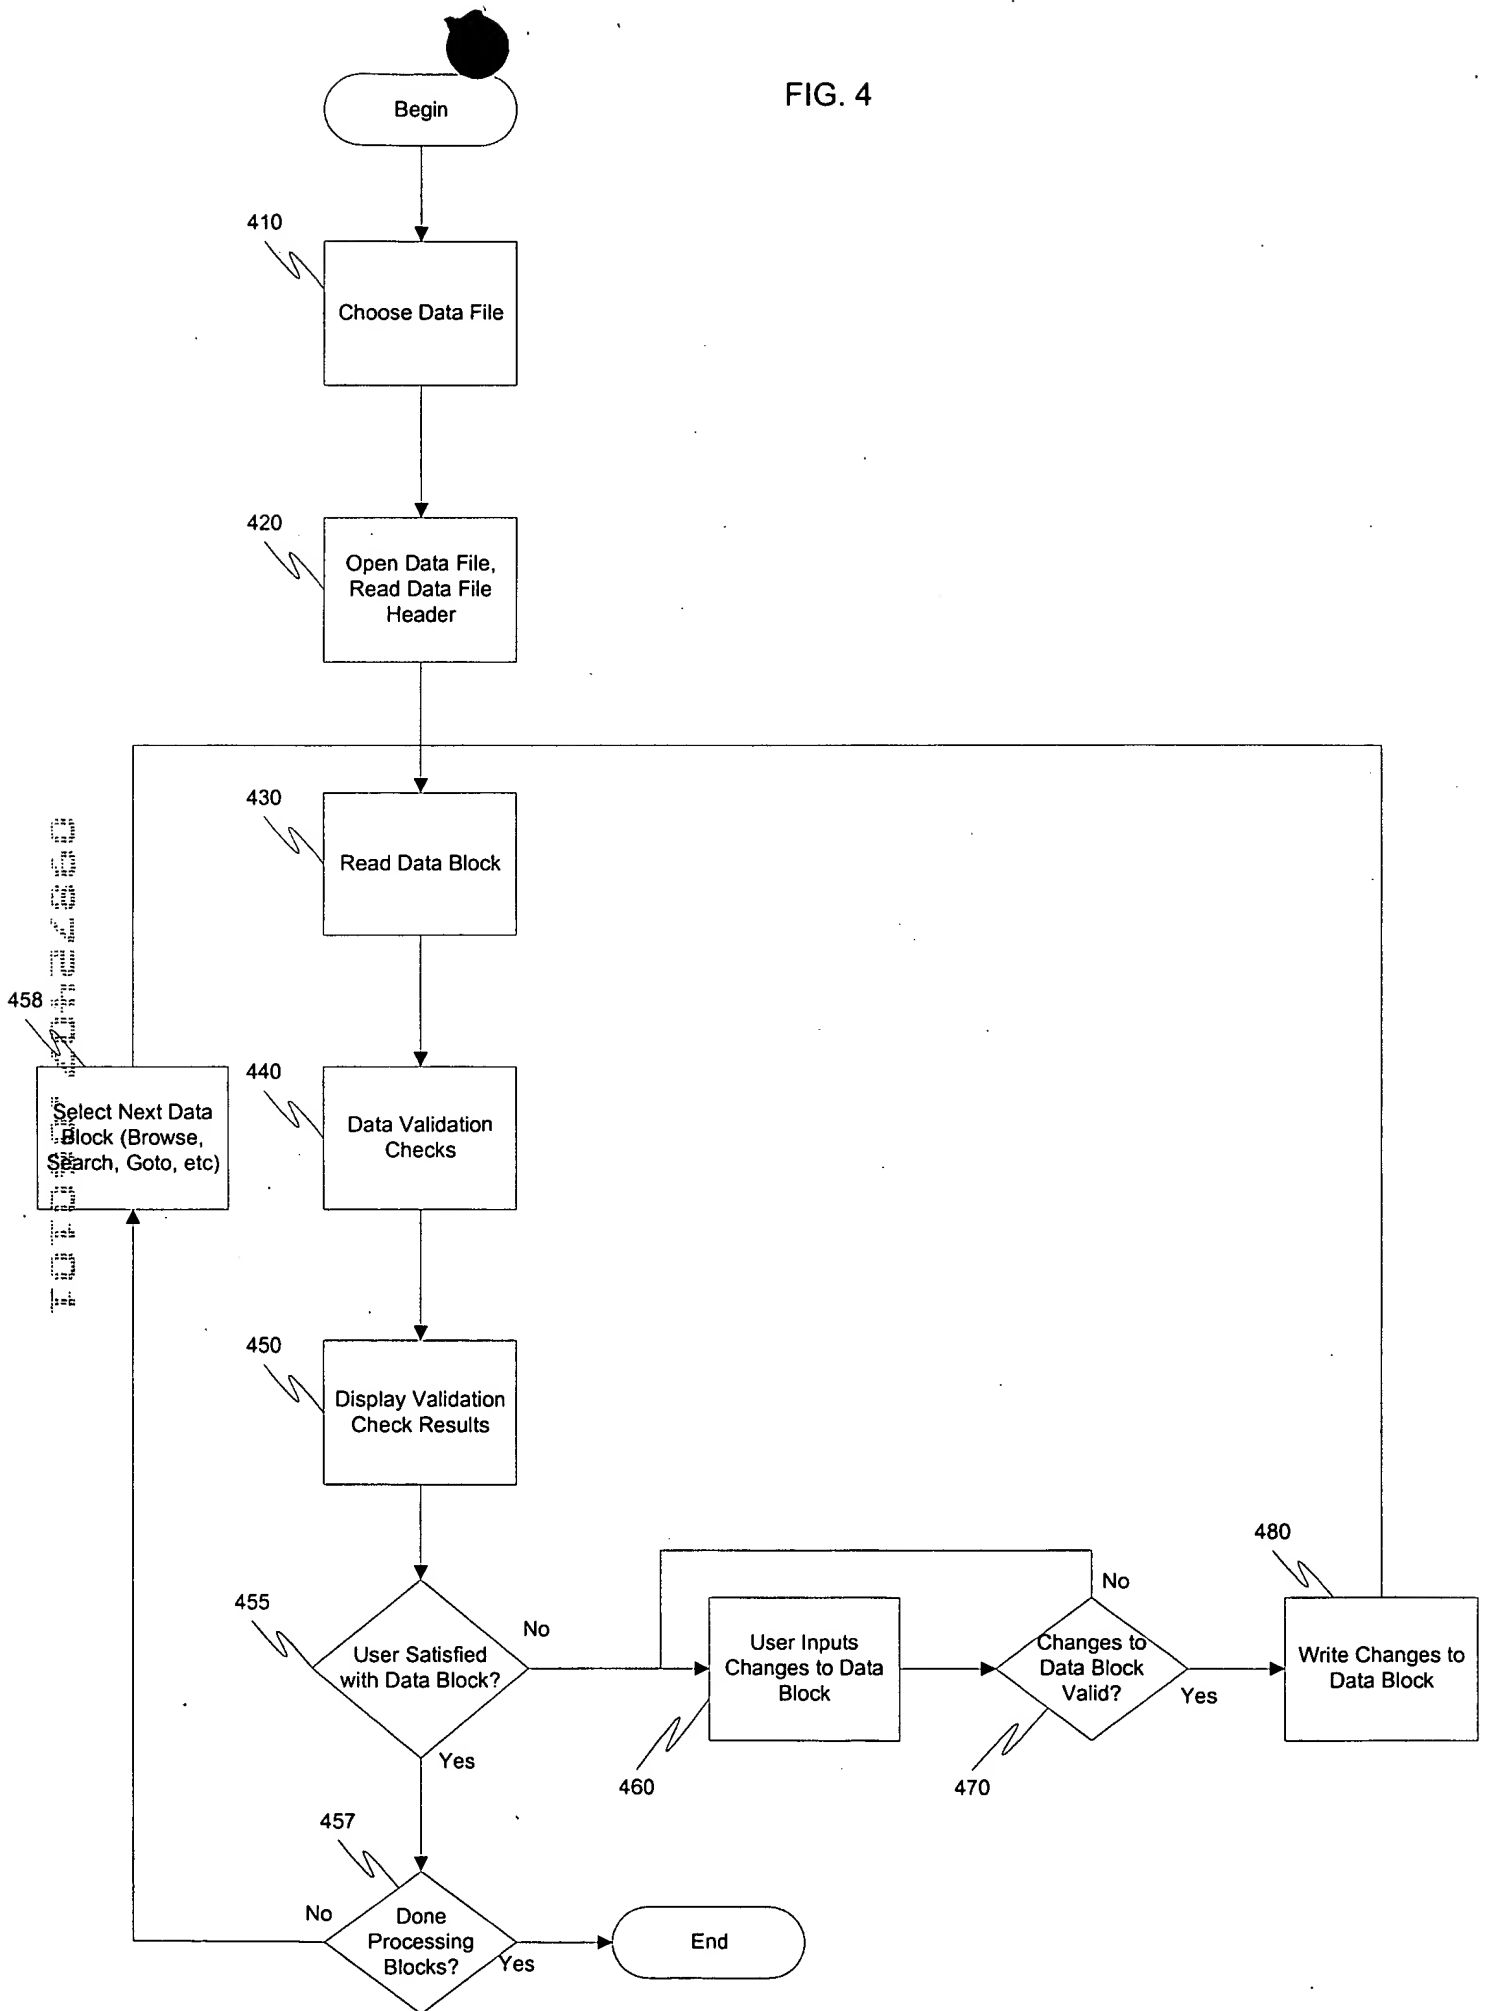 FIG. 4
Begin
410
Choose Data File
420
Open Data File,
Read Data File
Header
430
Read Data Block
458
Select Next Data
Block (Browse,
Search, Goto, etc)
440
Data Validation
Checks
450
Display Validation
Check Results
455
User Satisfied
with Data Block?
No
Yes
460
User Inputs
Changes to Data
Block
470
Changes to
Data Block
Valid?
No
Yes
480
Write Changes to
Data Block
457
Done
Processing
Blocks?
No
Yes
End